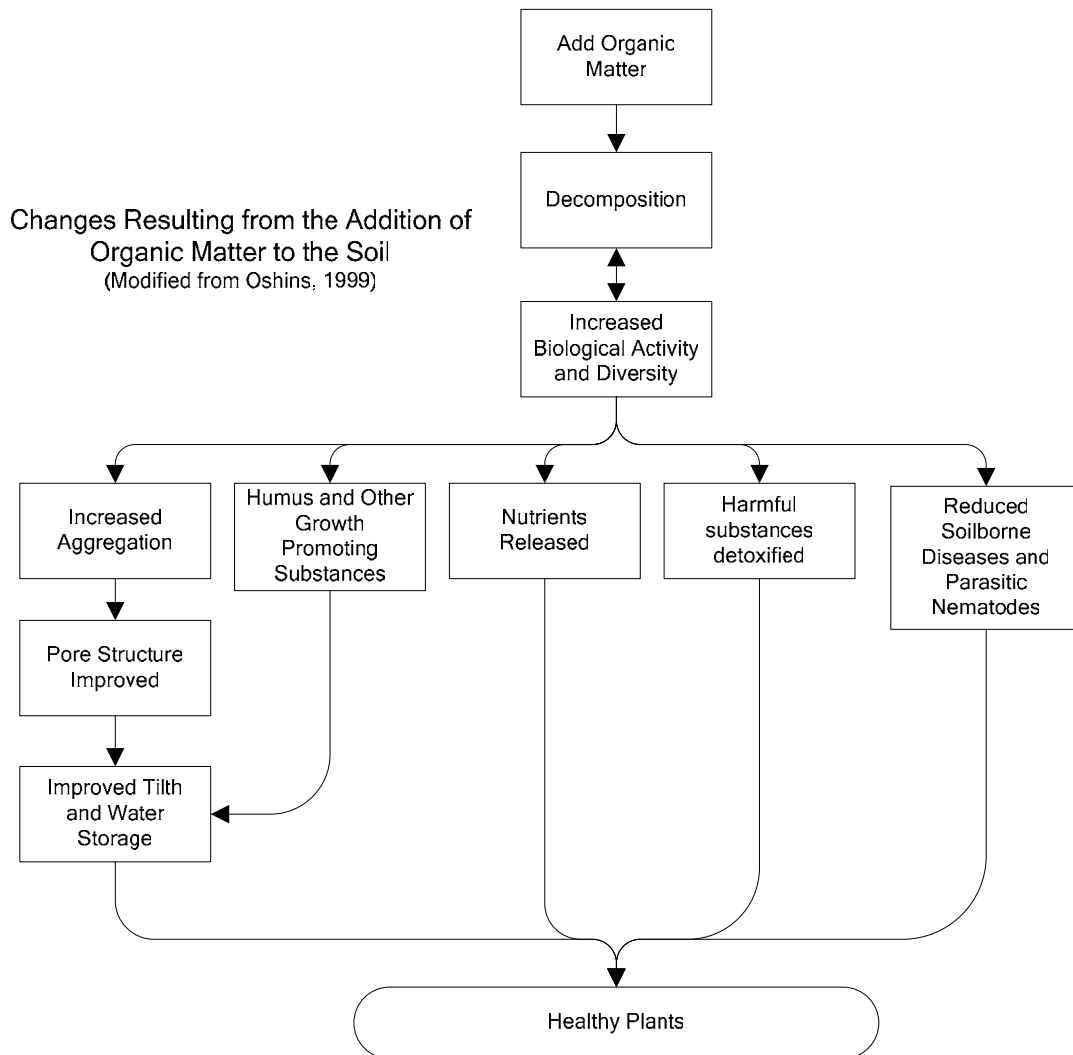 Add Organic
Matter
Decomposition
Changes Resulting from the Addition of
Organic Matter to the Soil
(Modified from Oshins, 1999)
Increased
Biological Activity
and Diversity
Increased
Aggregation
Humus and Other
Growth
Promoting
Substances
Nutrients
Released
Harmful
substances
detoxified
Reduced
Soilborne
Diseases and
Parasitic
Nematodes
Pore Structure
Improved
Improved Tilth
and Water
Storage
Healthy Plants